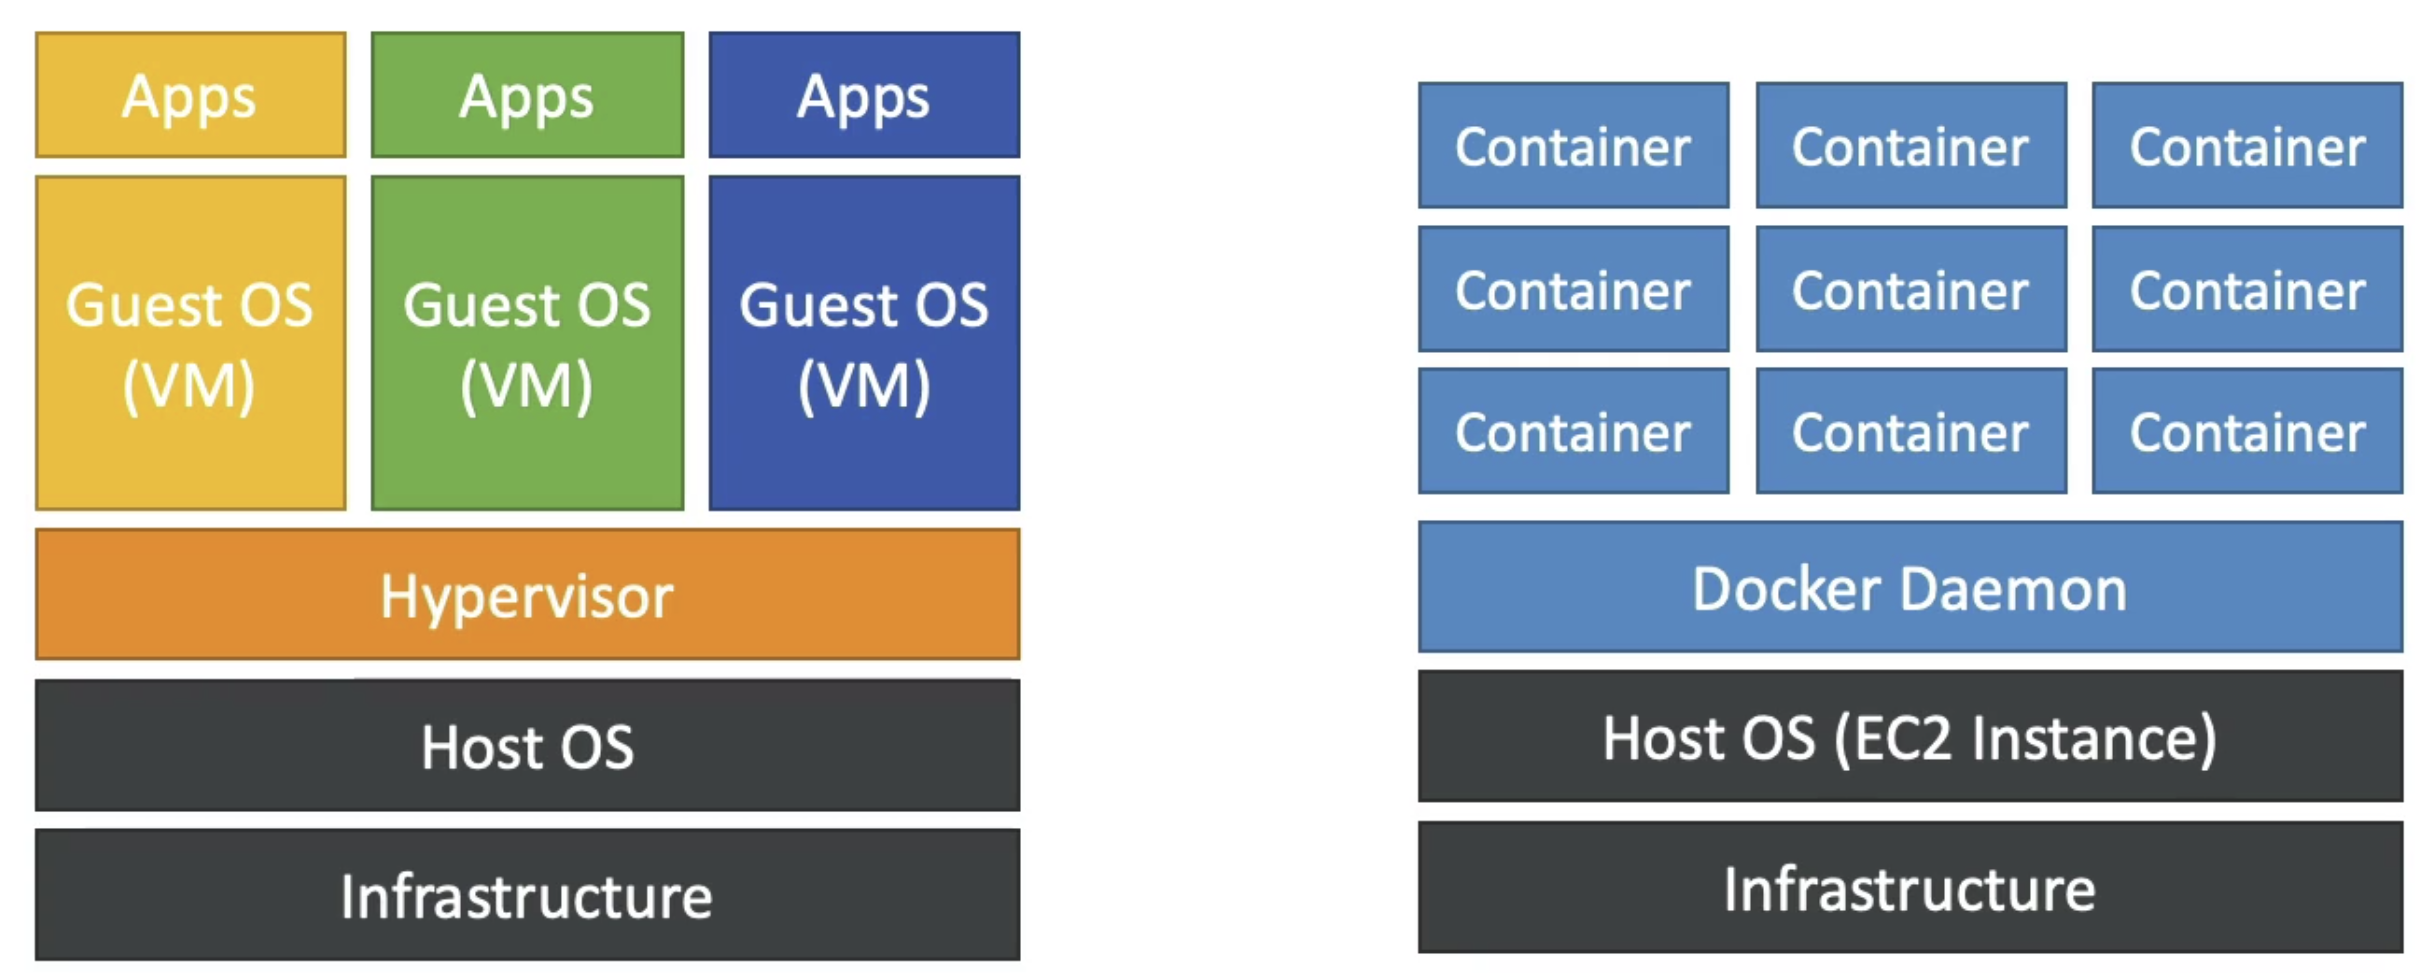 Apps
Apps
Apps
Guest OS
(VM)
Guest OS
(VM)
Guest OS
(VM)
Hypervisor
Host OS
Infrastructure
Container
Container
Container
Container
Container
Container
Container
Container
Container
Docker Daemon
Host OS (EC2 Instance)
Infrastructure